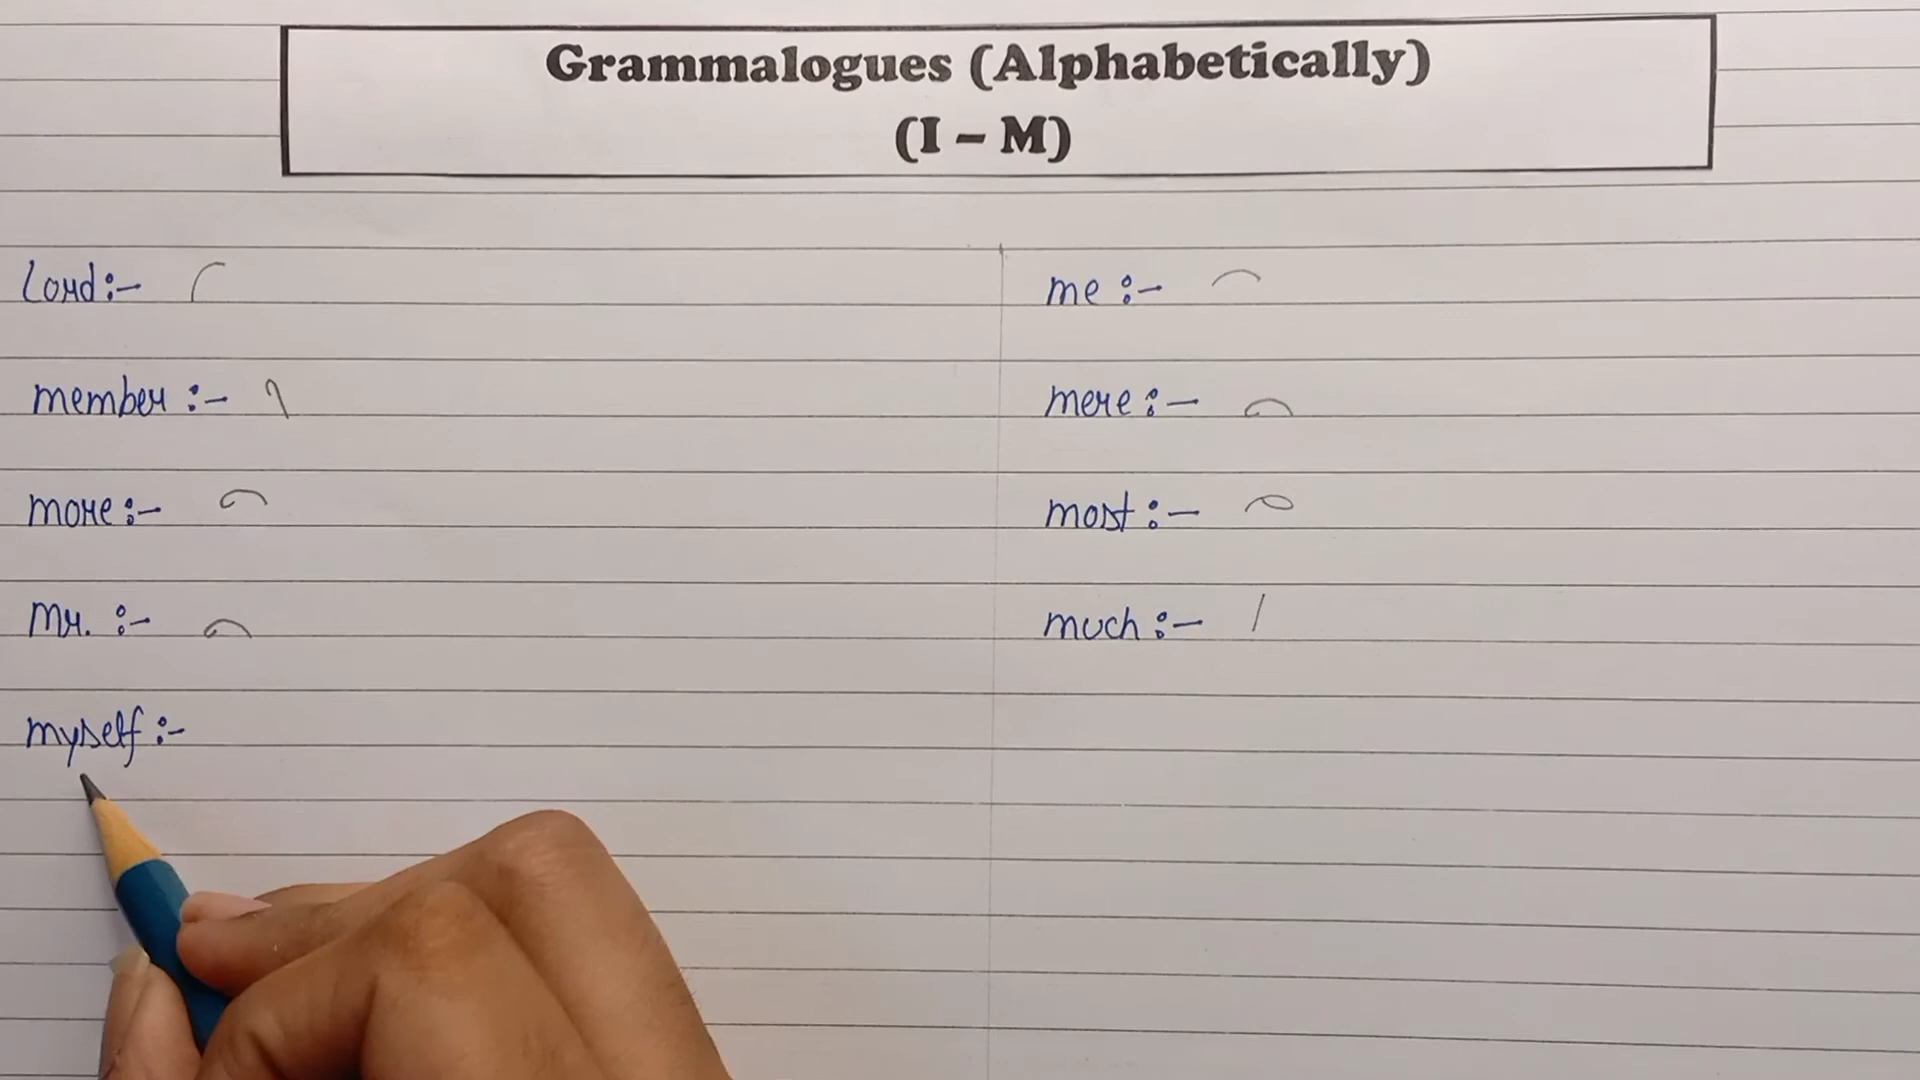 Grammalogues (Alphabetically)
(I – M)
Lord :-
me :-
member :-
mere :-
more :-
most :-
Mr. :-
much :-
myself :-